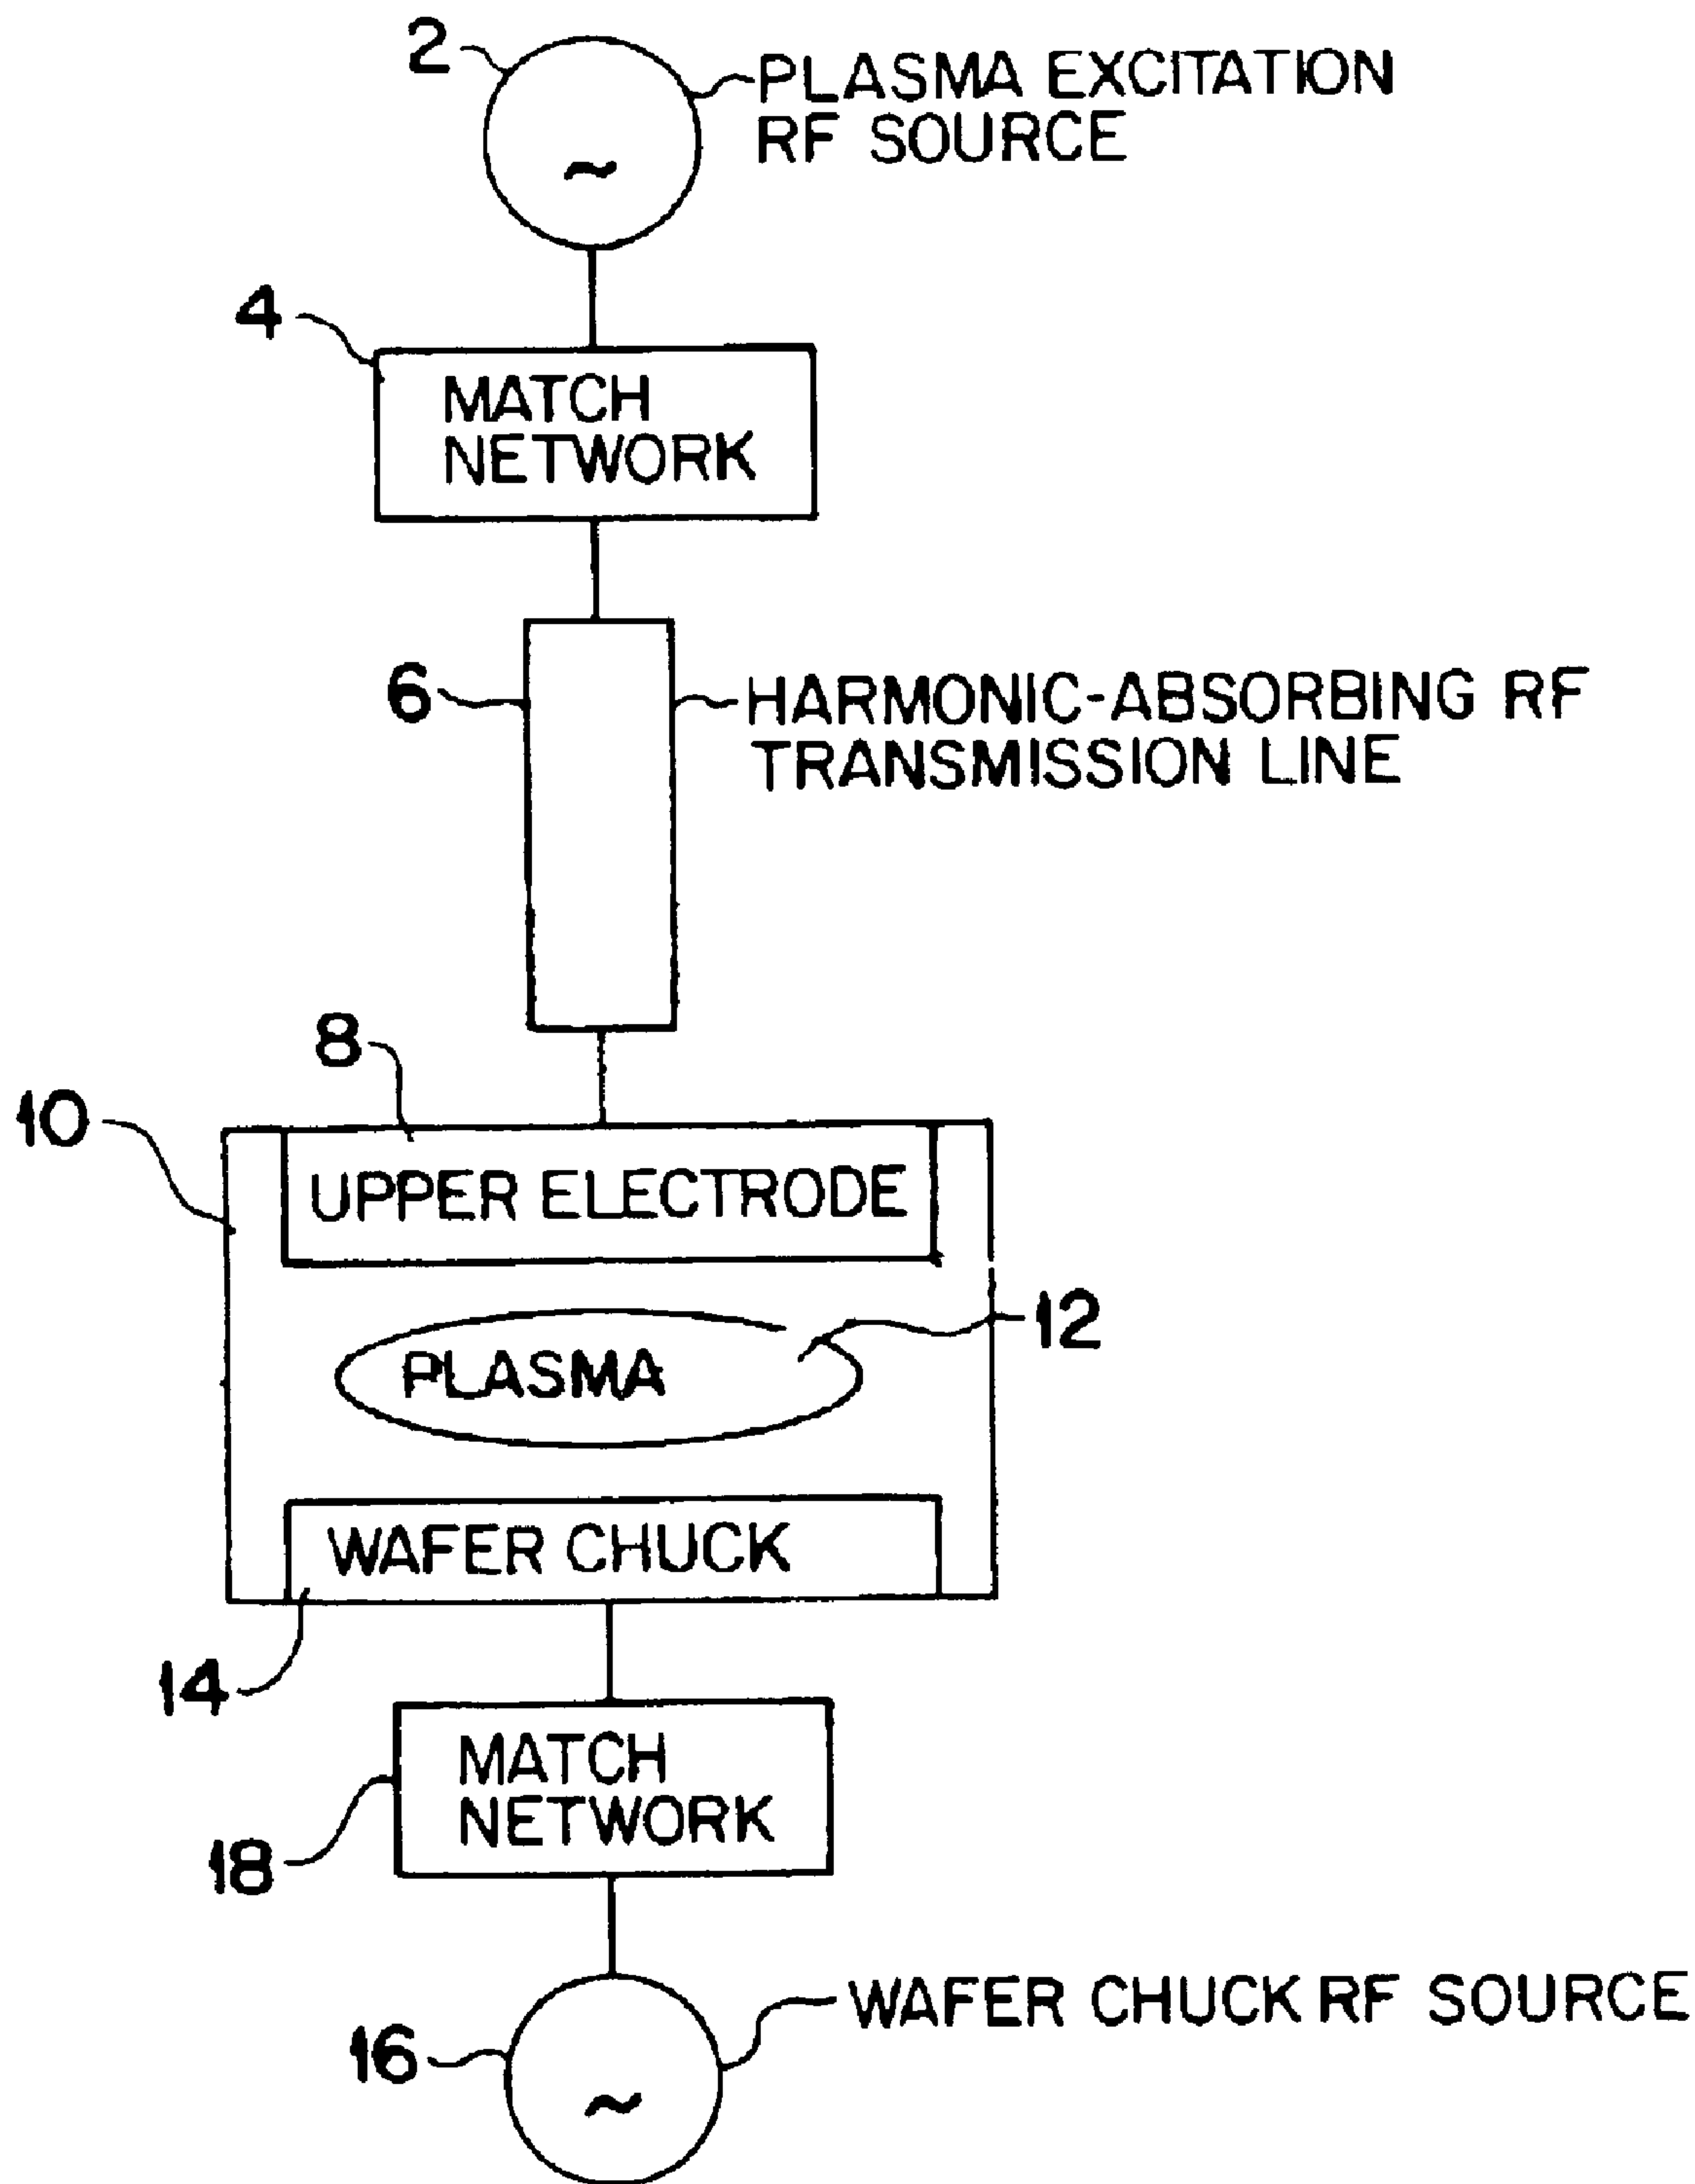 2
PLASMA EXCITATION
RF SOURCE
~
4
MATCH
NETWORK
6
HARMONIC-ABSORBING RF
TRANSMISSION LINE
8
10
UPPER ELECTRODE
12
PLASMA
WAFER CHUCK
14
MATCH
NETWORK
18
WAFER CHUCK RF SOURCE
16
~